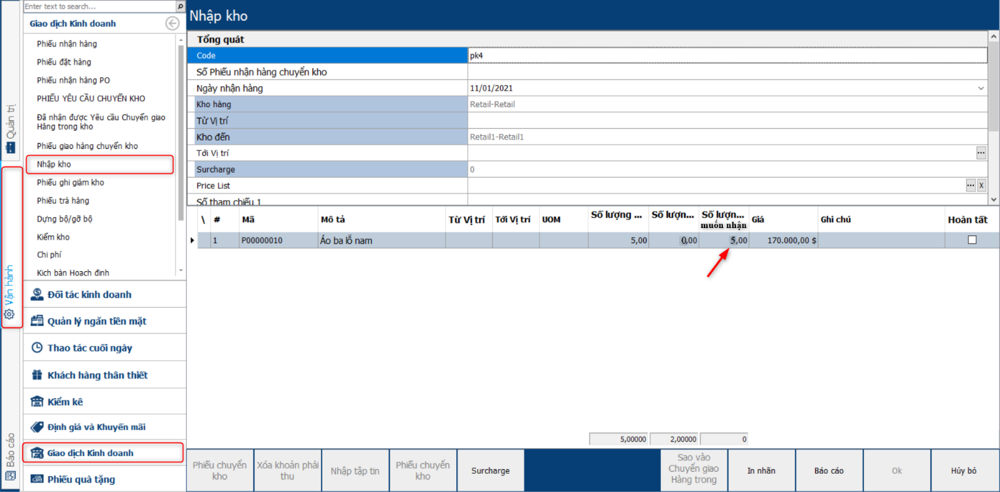 Enter text to search...
Giao dịch Kinh doanh
Phiếu nhận hàng
Phiếu đặt hàng
Phiếu nhận hàng PO
PHIẾU YÊU CẦU CHUYỂN KHO
Đã nhận được Yêu cầu Chuyển giao
Hàng trong kho
Phiếu giao hàng chuyển kho
Nhập kho
Phiếu ghi giảm kho
Phiếu trả hàng
Dựng bộ/gỡ bộ
Kiểm kho
Chi phí
Kịch bản Hoạch định
Đối tác kinh doanh
Quản lý ngăn tiền mặt
Thao tác cuối ngày
Khách hàng thân thiết
Kiểm kê
Định giá và Khuyến mãi
Giao dịch Kinh doanh
Phiếu quà tặng
Quản trị
Vận hành
Báo cáo
Nhập kho
Tổng quát
Code pk4
Số Phiếu nhận hàng chuyển kho
Ngày nhận hàng 11/01/2021
Kho hàng Retail-Retail
Từ Vị trí
Kho đến Retail1-Retail1
Tới Vị trí ...
Surcharge 0
Price List ... X
Số tham chiếu 1
\ # Mã Mô tả Từ Vị trí Tới Vị trí UOM Số lượng ... Số lượn... Số lượn... Giá Ghi chú Hoàn tất
muốn nhận
1 P00000010 Áo ba lỗ nam 5,00 0,00 5,00 170.000,00 $
5,00000 2,00000 0
Phiếu chuyển
kho
Xóa khoản phải
thu
Nhập tập tin
Phiếu chuyển
kho
Surcharge
Sao vào
Chuyển giao
Hàng trong
In nhãn
Báo cáo
Ok
Hủy bỏ